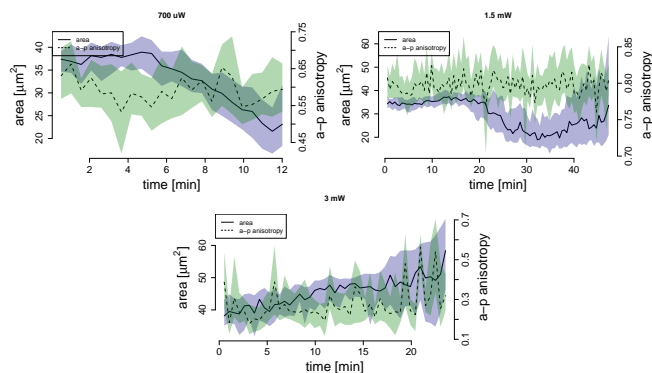 700 uW
area
a−p anisotropy
area [µm²]
20
25
30
35
40
0.45
0.55
0.65
0.75
a−p anisotropy
2
4
6
8
10
12
time [min]
1.5 mW
area
a−p anisotropy
area [µm²]
20
30
40
50
60
0.70
0.75
0.80
0.85
a−p anisotropy
0
10
20
30
40
time [min]
3 mW
area
a−p anisotropy
area [µm²]
40
50
60
0.1
0.3
0.5
0.7
a−p anisotropy
0
5
10
15
20
time [min]